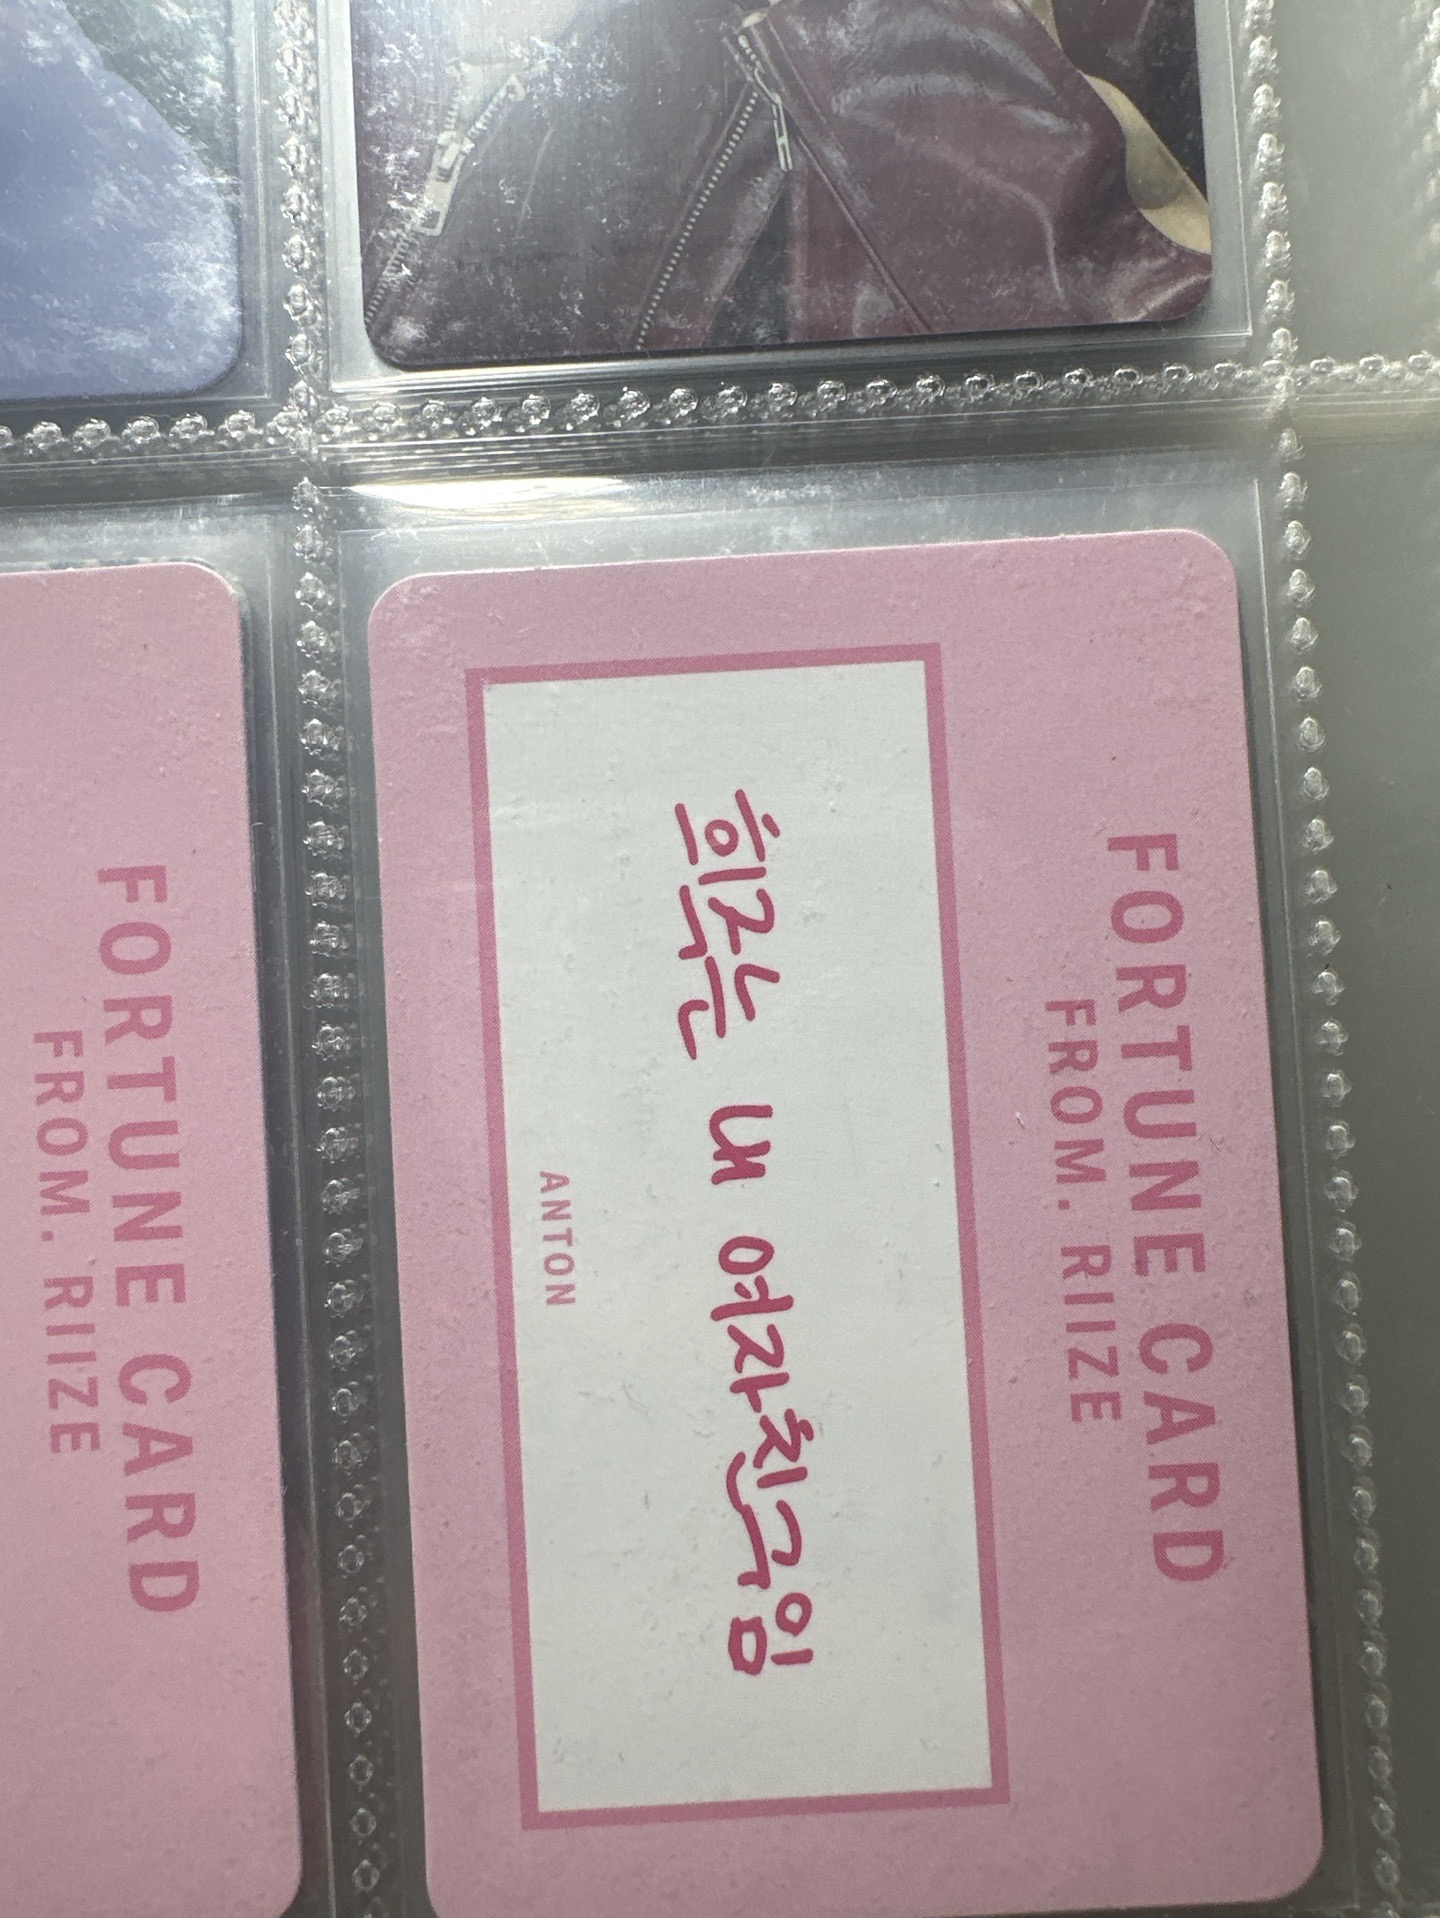 FORTUNE CARD
FROM. RIIZE
희주는 내 여자친구임
ANTON
FORTUNE CARD
FROM. RIIZE